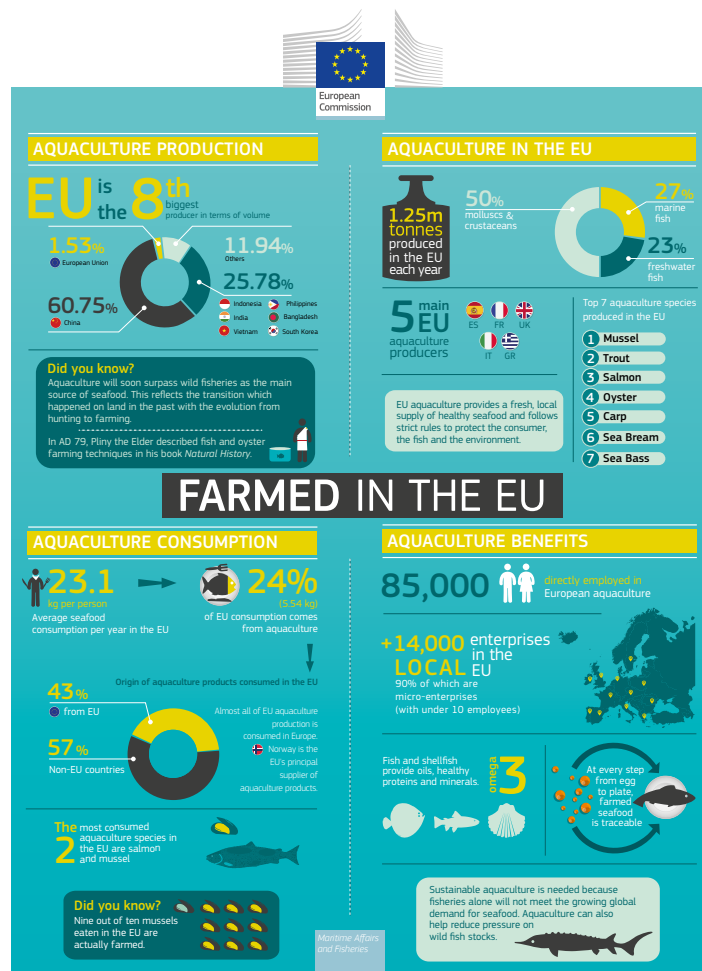 European
Commission
AQUACULTURE PRODUCTION
EU is the 8th
biggest
producer in terms of volume
1.53%
European Union
11.94%
Others
25.78%
Indonesia
Philippines
India
Bangladesh
Vietnam
South Korea
60.75%
China
Did you know?
Aquaculture will soon surpass wild fisheries as the main
source of seafood. This reflects the transition which
happened on land in the past with the evolution from
hunting to farming.
In AD 79, Pliny the Elder described fish and oyster
farming techniques in his book Natural History.
AQUACULTURE IN THE EU
1.25m
tonnes
produced
in the EU
each year
50%
molluscs &
crustaceans
27%
marine
fish
23%
freshwater
fish
5 main
EU
aquaculture
producers
ES
FR
UK
IT
GR
EU aquaculture provides a fresh, local
supply of healthy seafood and follows
strict rules to protect the consumer,
the fish and the environment.
Top 7 aquaculture species
produced in the EU
1 Mussel
2 Trout
3 Salmon
4 Oyster
5 Carp
6 Sea Bream
7 Sea Bass
FARMED IN THE EU
AQUACULTURE CONSUMPTION
23.1
kg per person
Average seafood
consumption per year in the EU
24%
(5.54 kg)
of EU consumption comes
from aquaculture
Origin of aquaculture products consumed in the EU
43%
from EU
57%
Non-EU countries
Almost all of EU aquaculture
production is
consumed in Europe.
Norway is the
EU's principal
supplier of
aquaculture products.
The 2 most consumed
aquaculture species in
the EU are salmon
and mussel
Did you know?
Nine out of ten mussels
eaten in the EU are
actually farmed.
AQUACULTURE BENEFITS
85,000
directly employed in
European aquaculture
+14,000 enterprises
in the
LOCAL EU
90% of which are
micro-enterprises
(with under 10 employees)
Fish and shellfish
provide oils, healthy
proteins and minerals.
omega 3
At every step
from egg
to plate,
farmed
seafood
is traceable
Sustainable aquaculture is needed because
fisheries alone will not meet the growing global
demand for seafood. Aquaculture can also
help reduce pressure on
wild fish stocks.
Maritime Affairs
and Fisheries